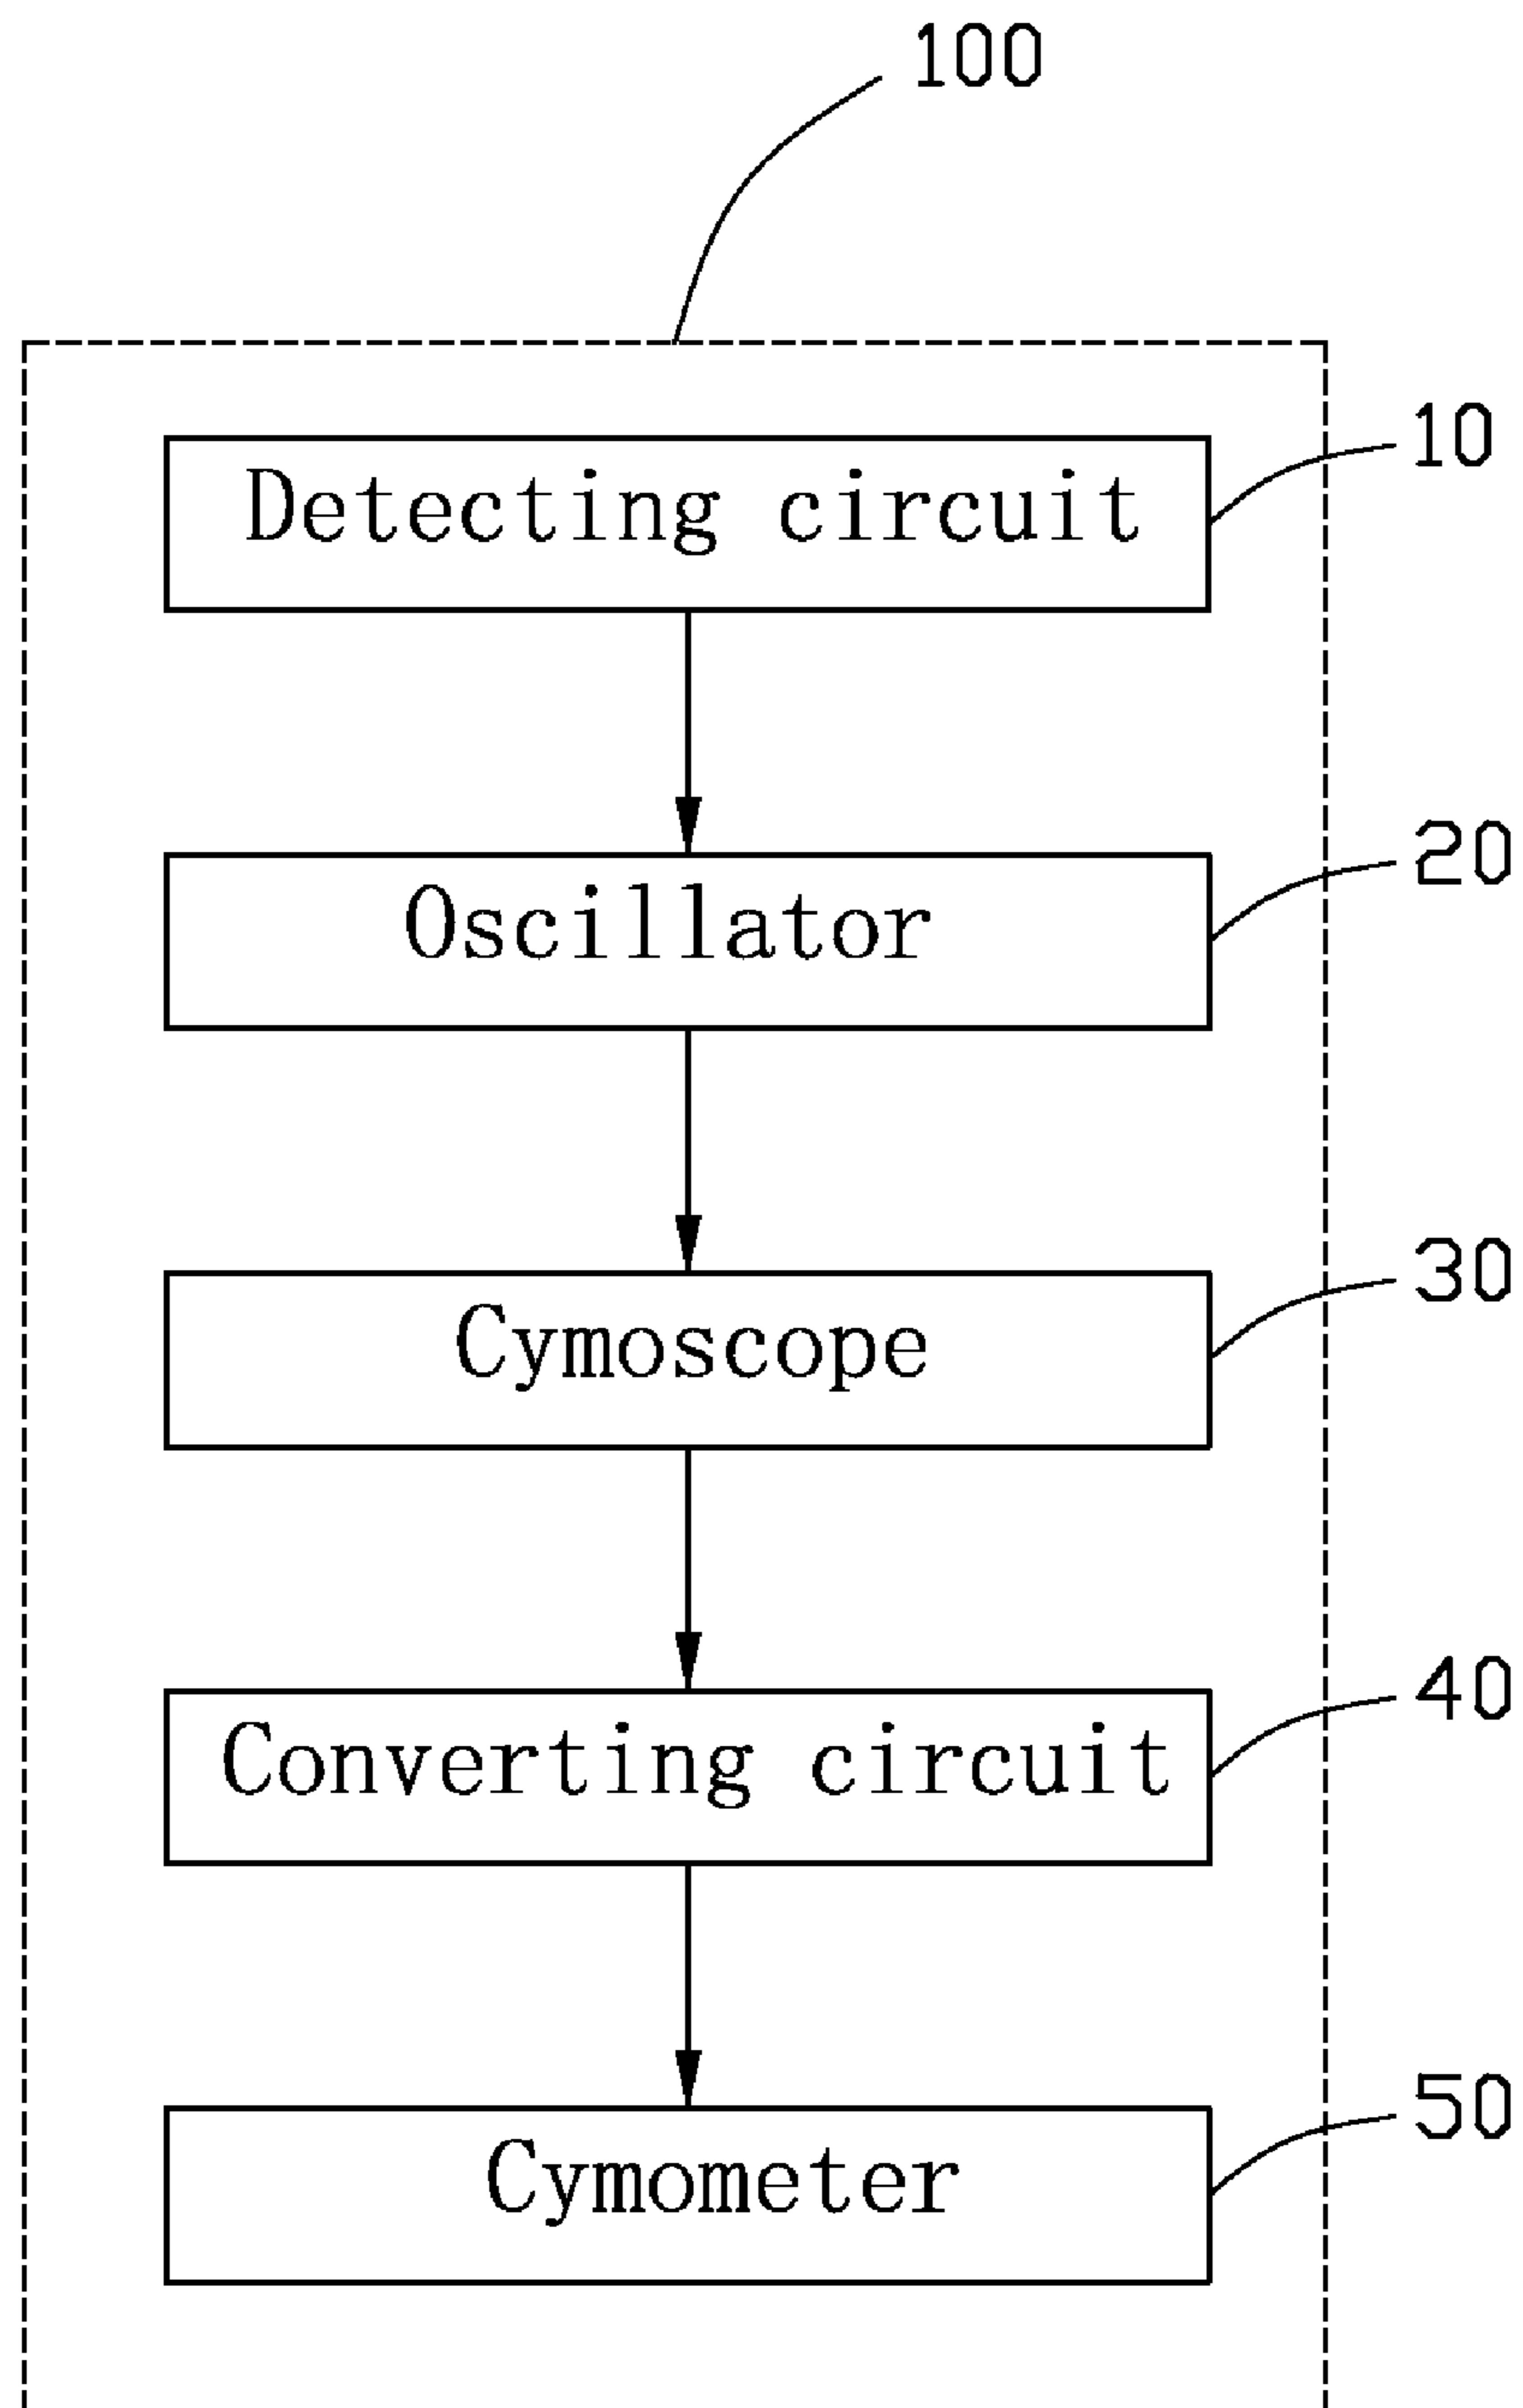 100
Detecting circuit
10
Oscillator
20
Cymoscope
30
Converting circuit
40
Cymometer
50